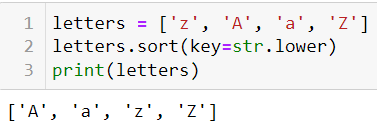 1 letters = ['z', 'A', 'a', 'Z']
2 letters.sort(key=str.lower)
3 print(letters)
['A', 'a', 'z', 'Z']